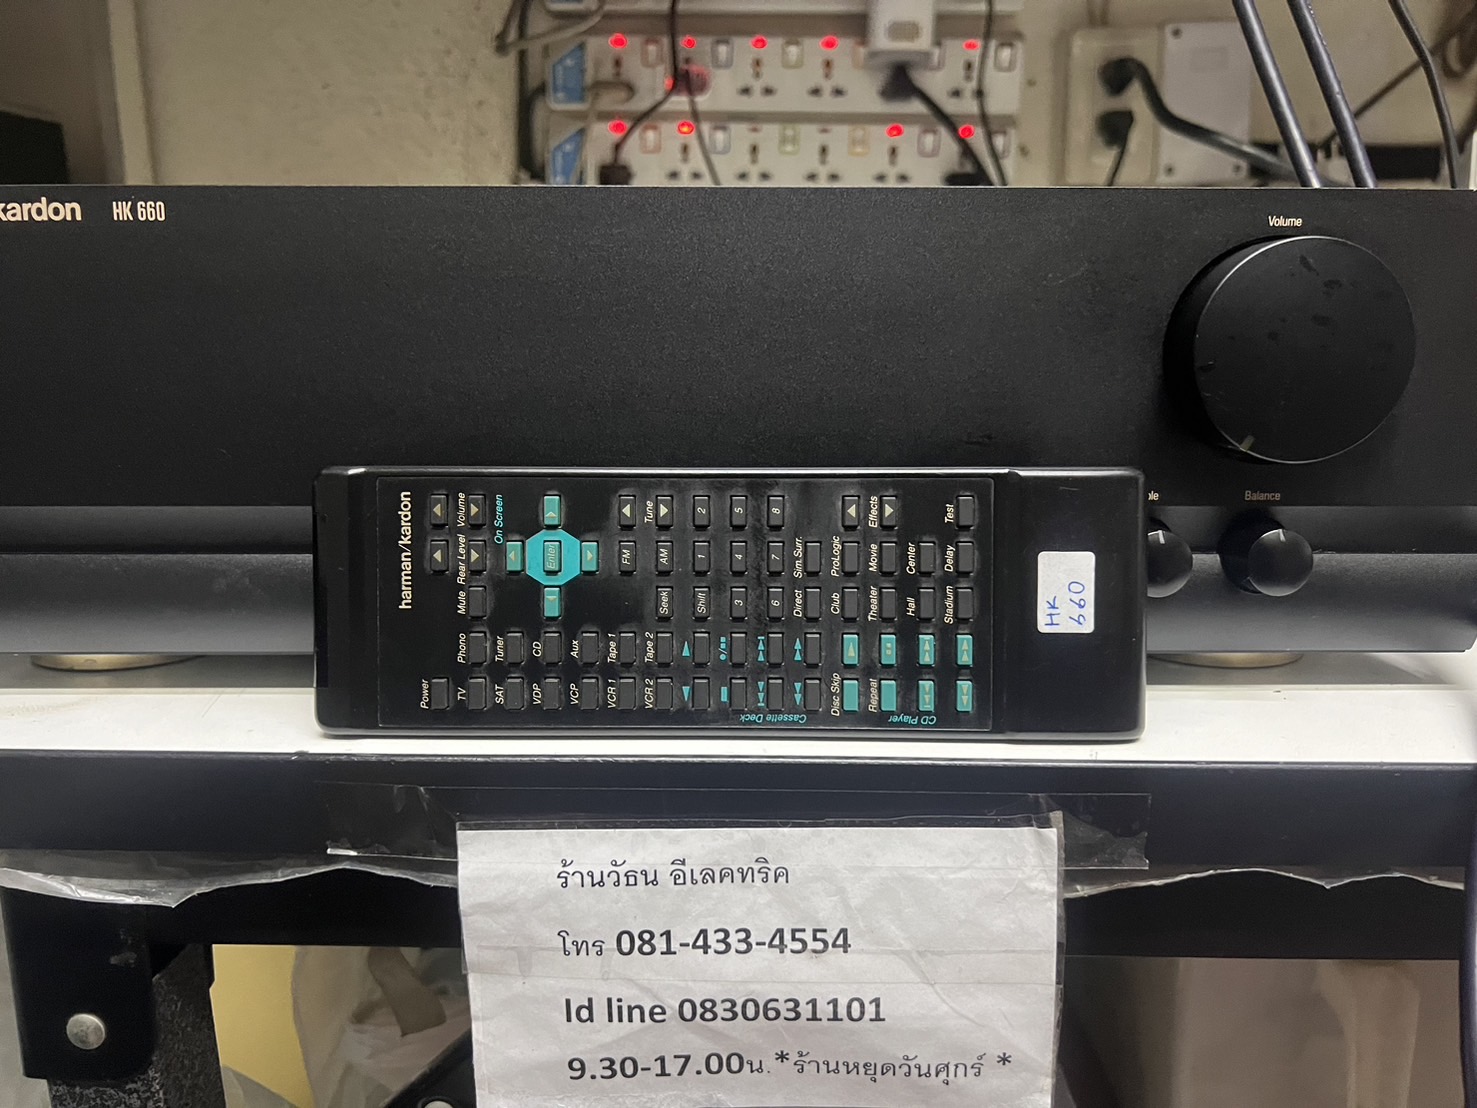 kardon HK 660
Volume
Balance
harman/kardon
Volume
Rear Level
Mute
On Screen
Enter
Phono
Tuner
CD
Aux
Tape 1
Tape 2
Power
TV
SAT
VDP
VCP
VCR 1
VCR 2
FM
AM
Tune
Seek
Shift
1
2
3
4
5
6
7
8
Sim.Surr.
Direct
ProLogic
Club
Effects
Movie
Theater
Center
Hall
Test
Delay
Stadium
Cassette Deck
Disc Skip
Repeat
CD Player
HK
660
ร้านวัธน อีเลคทริค
โทร 081-433-4554
Id line 0830631101
9.30-17.00น.*ร้านหยุดวันศุกร์ *